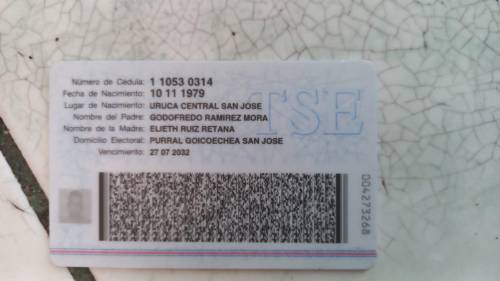 Número de Cédula: 1 1053 0314
Fecha de Nacimiento: 10 11 1979
Lugar de Nacimiento: URUCA CENTRAL SAN JOSE
Nombre del Padre: GODOFREDO RAMIREZ MORA
Nombre de la Madre: ELIETH RUIZ RETANA
Domicilio Electoral: PURRAL GOICOECHEA SAN JOSE
Vencimiento: 27 07 2032
TSE
004273268